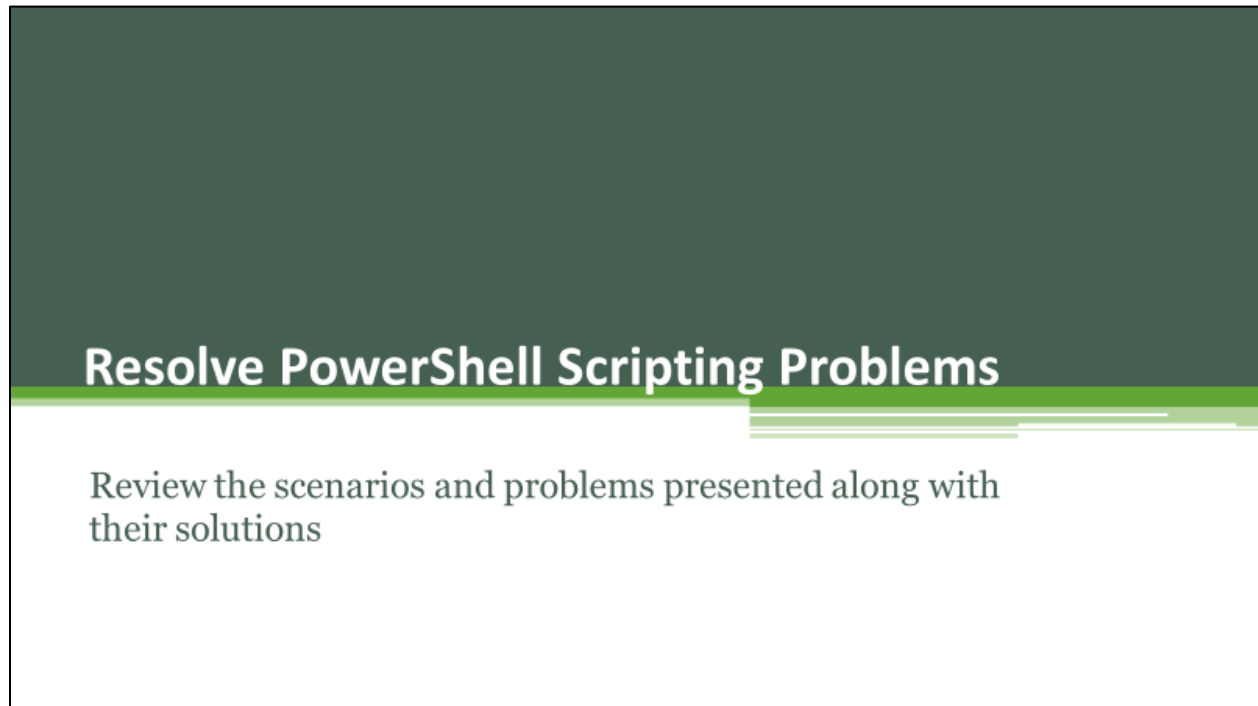 Resolve PowerShell Scripting Problems
Review the scenarios and problems presented along with
their solutions